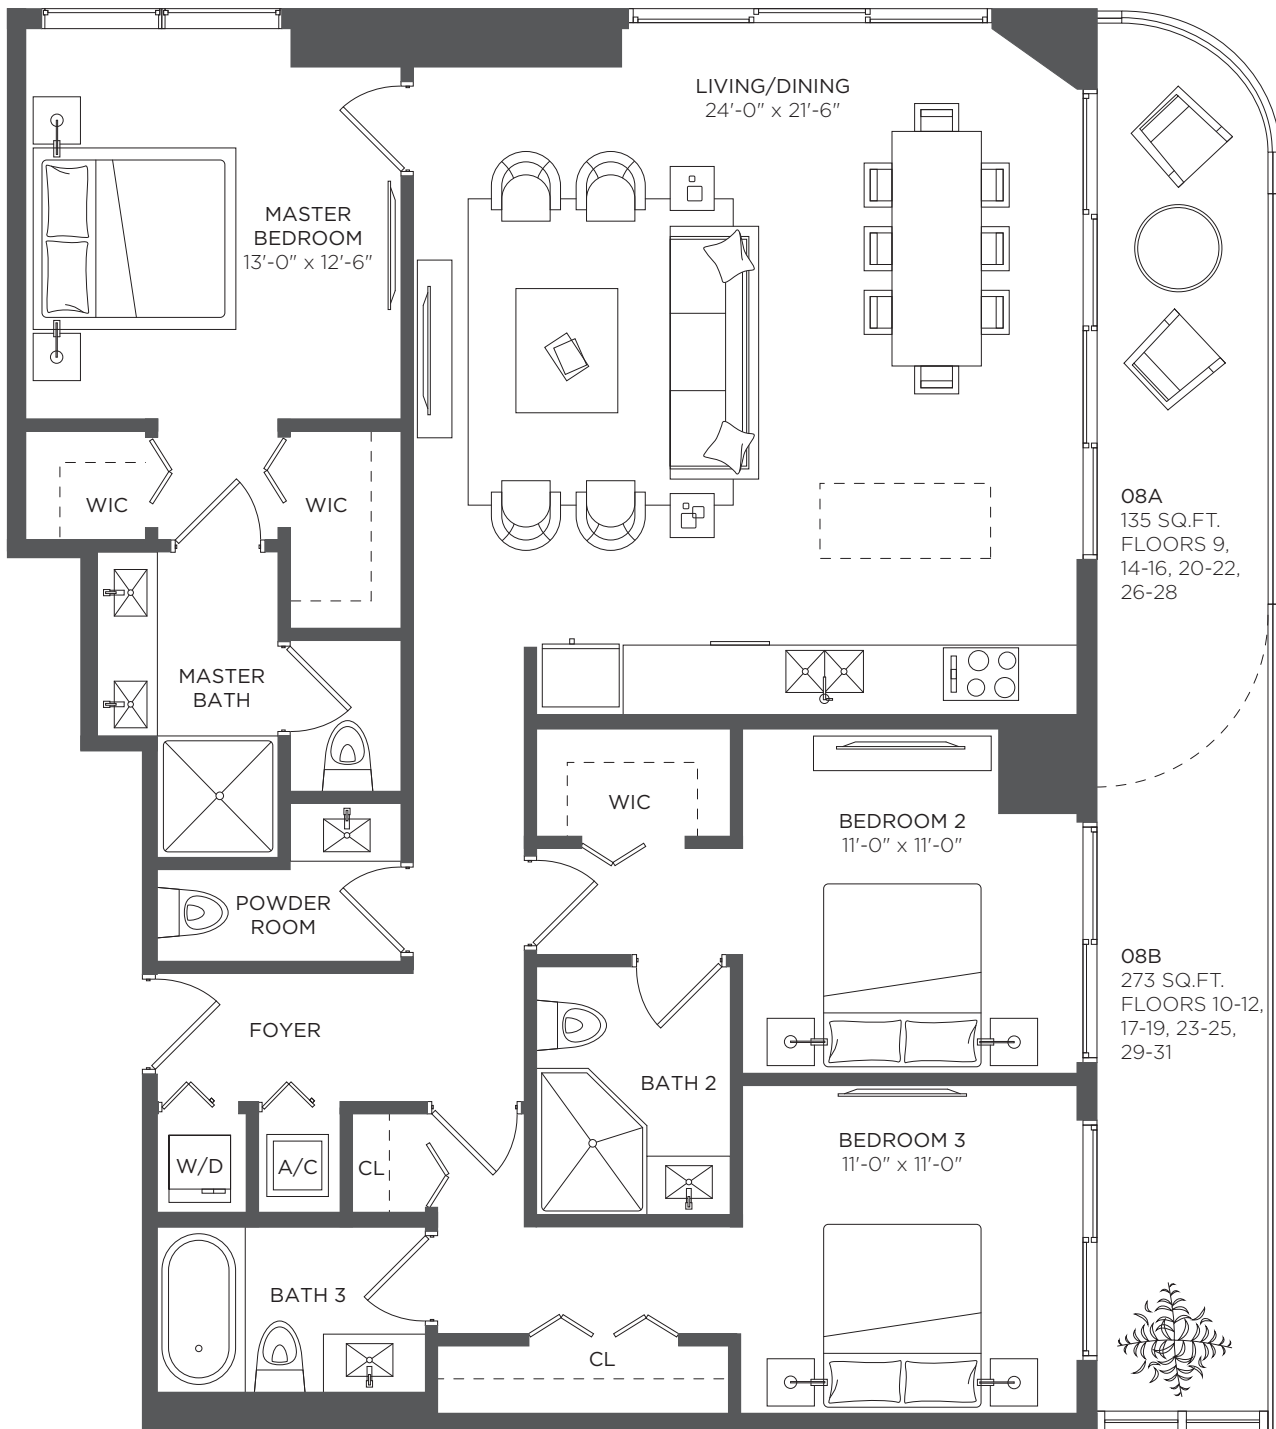 LIVING/DINING
24'-0" x 21'-6"
MASTER
BEDROOM
13'-0" x 12'-6"
WIC
WIC
08A
135 SQ.FT.
FLOORS 9,
14-16, 20-22,
26-28
MASTER
BATH
WIC
BEDROOM 2
11'-0" x 11'-0"
POWDER
ROOM
08B
273 SQ.FT.
FLOORS 10-12,
17-19, 23-25,
29-31
FOYER
BATH 2
BEDROOM 3
11'-0" x 11'-0"
W/D
A/C
CL
BATH 3
CL